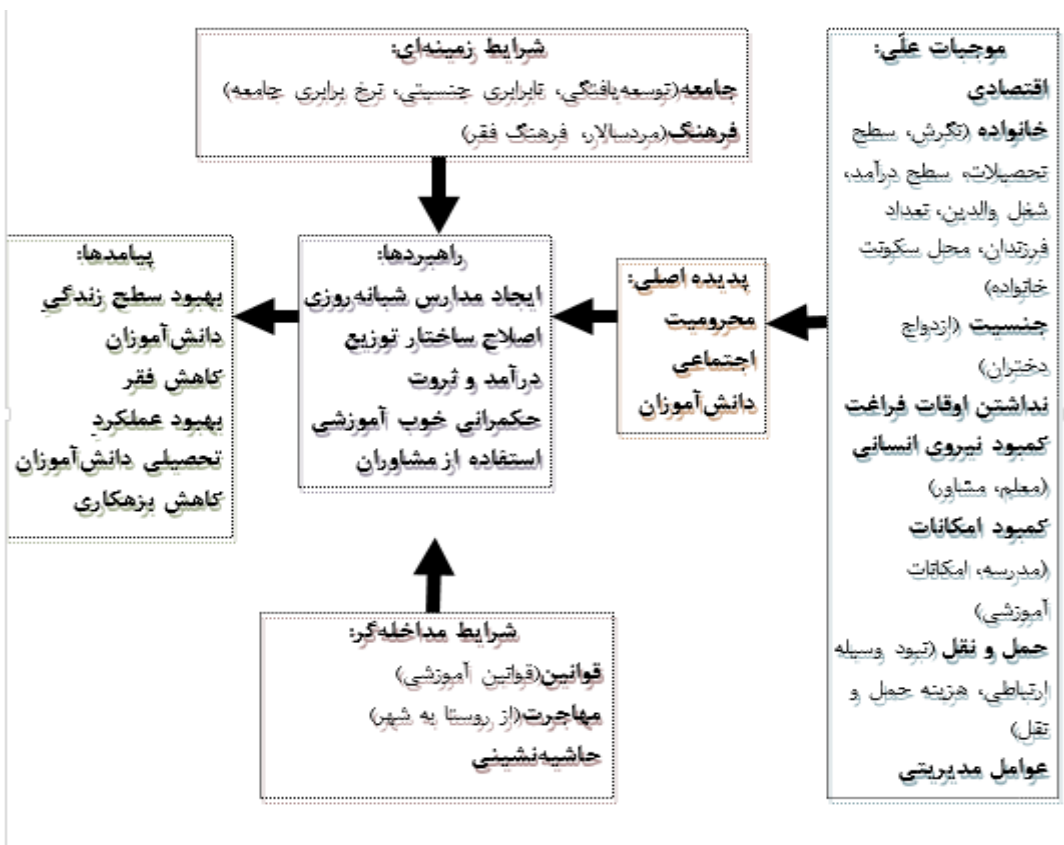 موجبات علّی:
اقتصادی
خانواده (نگرش، سطح
تحصیلات، سطح درآمد،
شغل والدین، تعداد
فرزندان، محل سکونت
خانواده)
جنسیت (ازدواج
دختران)
نداشتن اوقات فراغت
کمبود نیروی انسانی
(معلم، مشاور)
کمبود امکانات
(مدرسه، امکانات
آموزشی)
حمل و نقل (نبود وسیله
ارتباطی، هزینه حمل و
نقل)
عوامل مدیریتی
شرایط زمینه‌ای:
جامعه(توسعه‌یافتگی، نابرابری جنسیتی، نرخ برابری جامعه)
فرهنگ(مردسالار، فرهنگ فقر)
پدیده اصلی:
محرومیت
اجتماعی
دانش‌آموزان
راهبردها:
ایجاد مدارس شبانه‌روزی
اصلاح ساختار توزیع
درآمد و ثروت
حکمرانی خوب آموزشی
استفاده از مشاوران
پیامدها:
بهبود سطح زندگیِ
دانش‌آموزان
کاهش فقر
بهبود عملکردِ
تحصیلی دانش‌آموزان
کاهش بزهکاری
شرایط مداخله‌گر:
قوانین(قوانین آموزشی)
مهاجرت(از روستا به شهر)
حاشیه‌نشینی